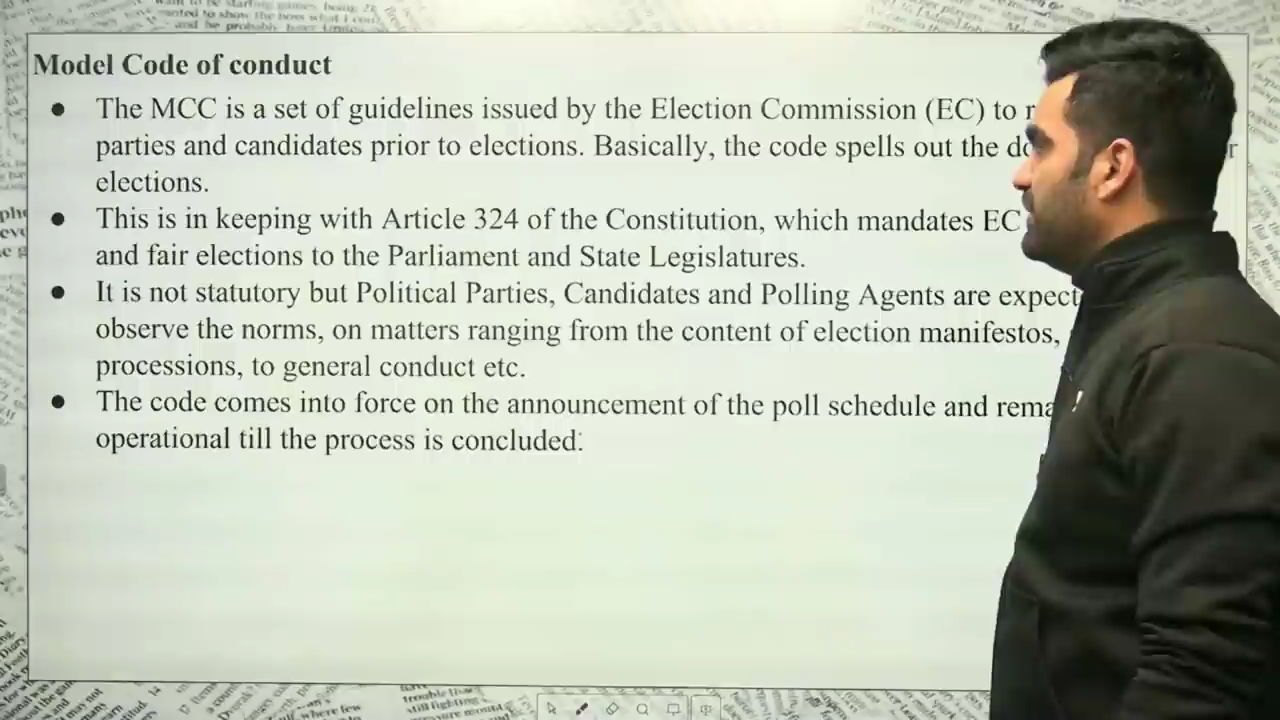 Model Code of conduct
● The MCC is a set of guidelines issued by the Election Commission (EC) to
parties and candidates prior to elections. Basically, the code spells out the
elections.
● This is in keeping with Article 324 of the Constitution, which mandates EC
and fair elections to the Parliament and State Legislatures.
● It is not statutory but Political Parties, Candidates and Polling Agents are
observe the norms, on matters ranging from the content of election manifestos,
processions, to general conduct etc.
● The code comes into force on the announcement of the poll schedule and
operational till the process is concluded.